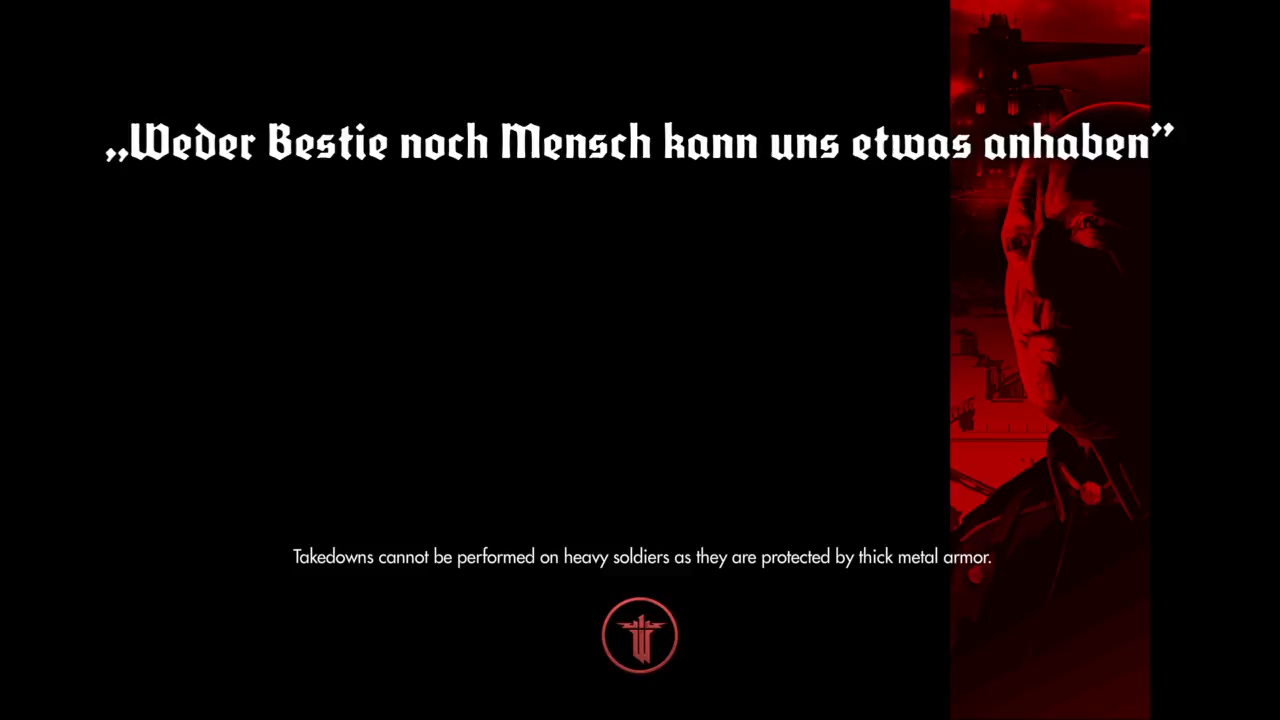 „Weder Bestie noch Mensch kann uns etwas anhaben”
Takedowns cannot be performed on heavy soldiers as they are protected by thick metal armor.